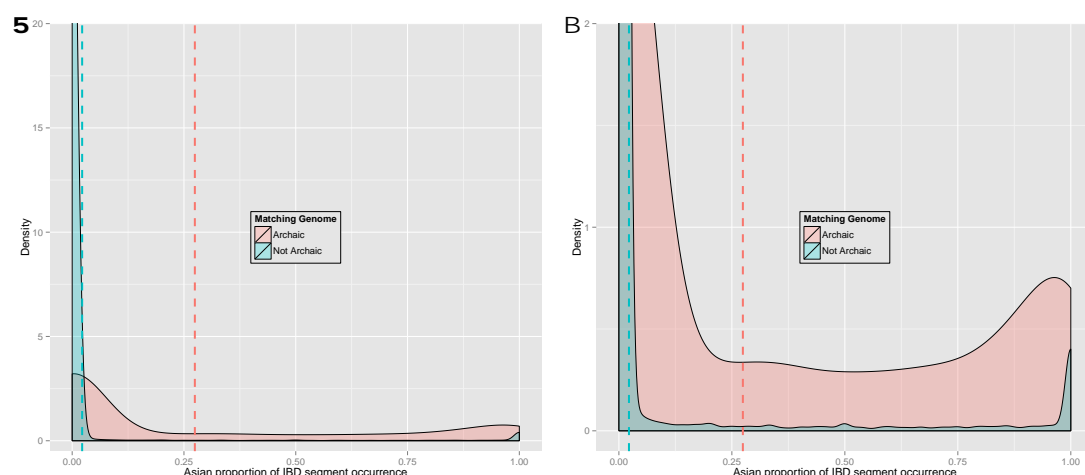 5
20
15
10
5
0
Density
Matching Genome
Archaic
Not Archaic
0.00 0.25 0.50 0.75 1.00
Asian proportion of IBD segment occurrence
B
2
1
0
Density
Matching Genome
Archaic
Not Archaic
0.00 0.25 0.50 0.75 1.00
Asian proportion of IBD segment occurrence